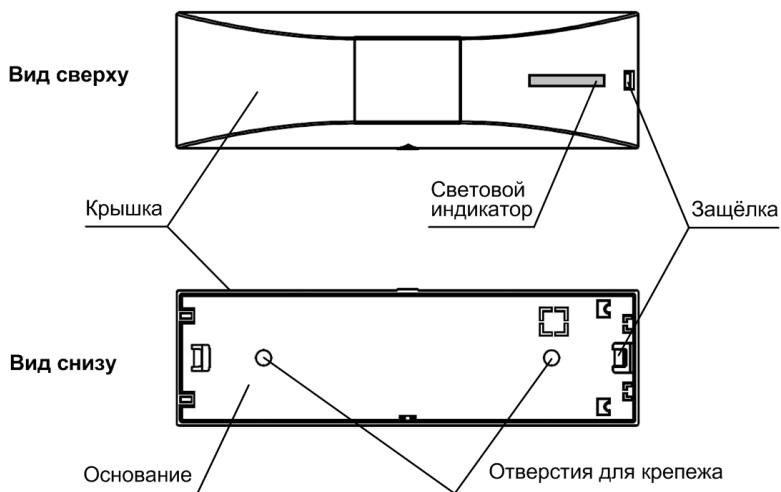 Вид сверху
Крышка
Световой
индикатор
Защёлка
Вид снизу
Основание
Отверстия для крепежа